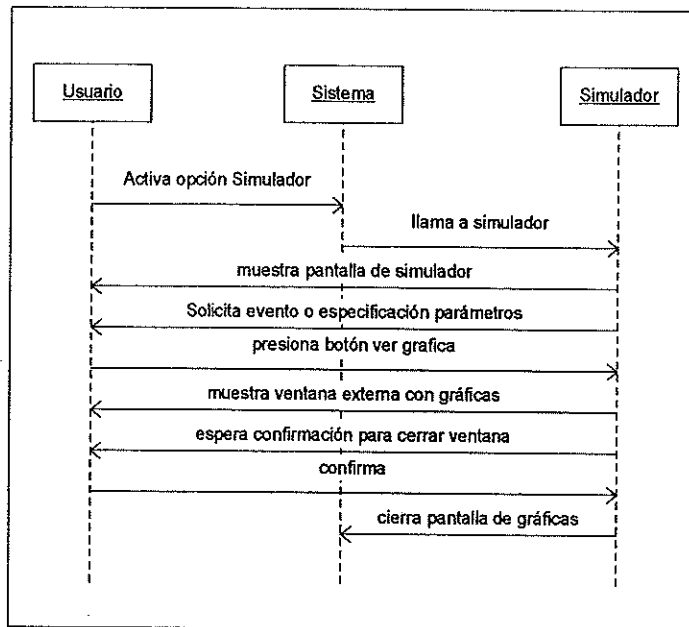 Usuario
Sistema
Simulador
Activa opción Simulador
llama a simulador
muestra pantalla de simulador
Solicita evento o especificación parámetros
presiona botón ver grafica
muestra ventana externa con gráficas
espera confirmación para cerrar ventana
confirma
cierra pantalla de gráficas